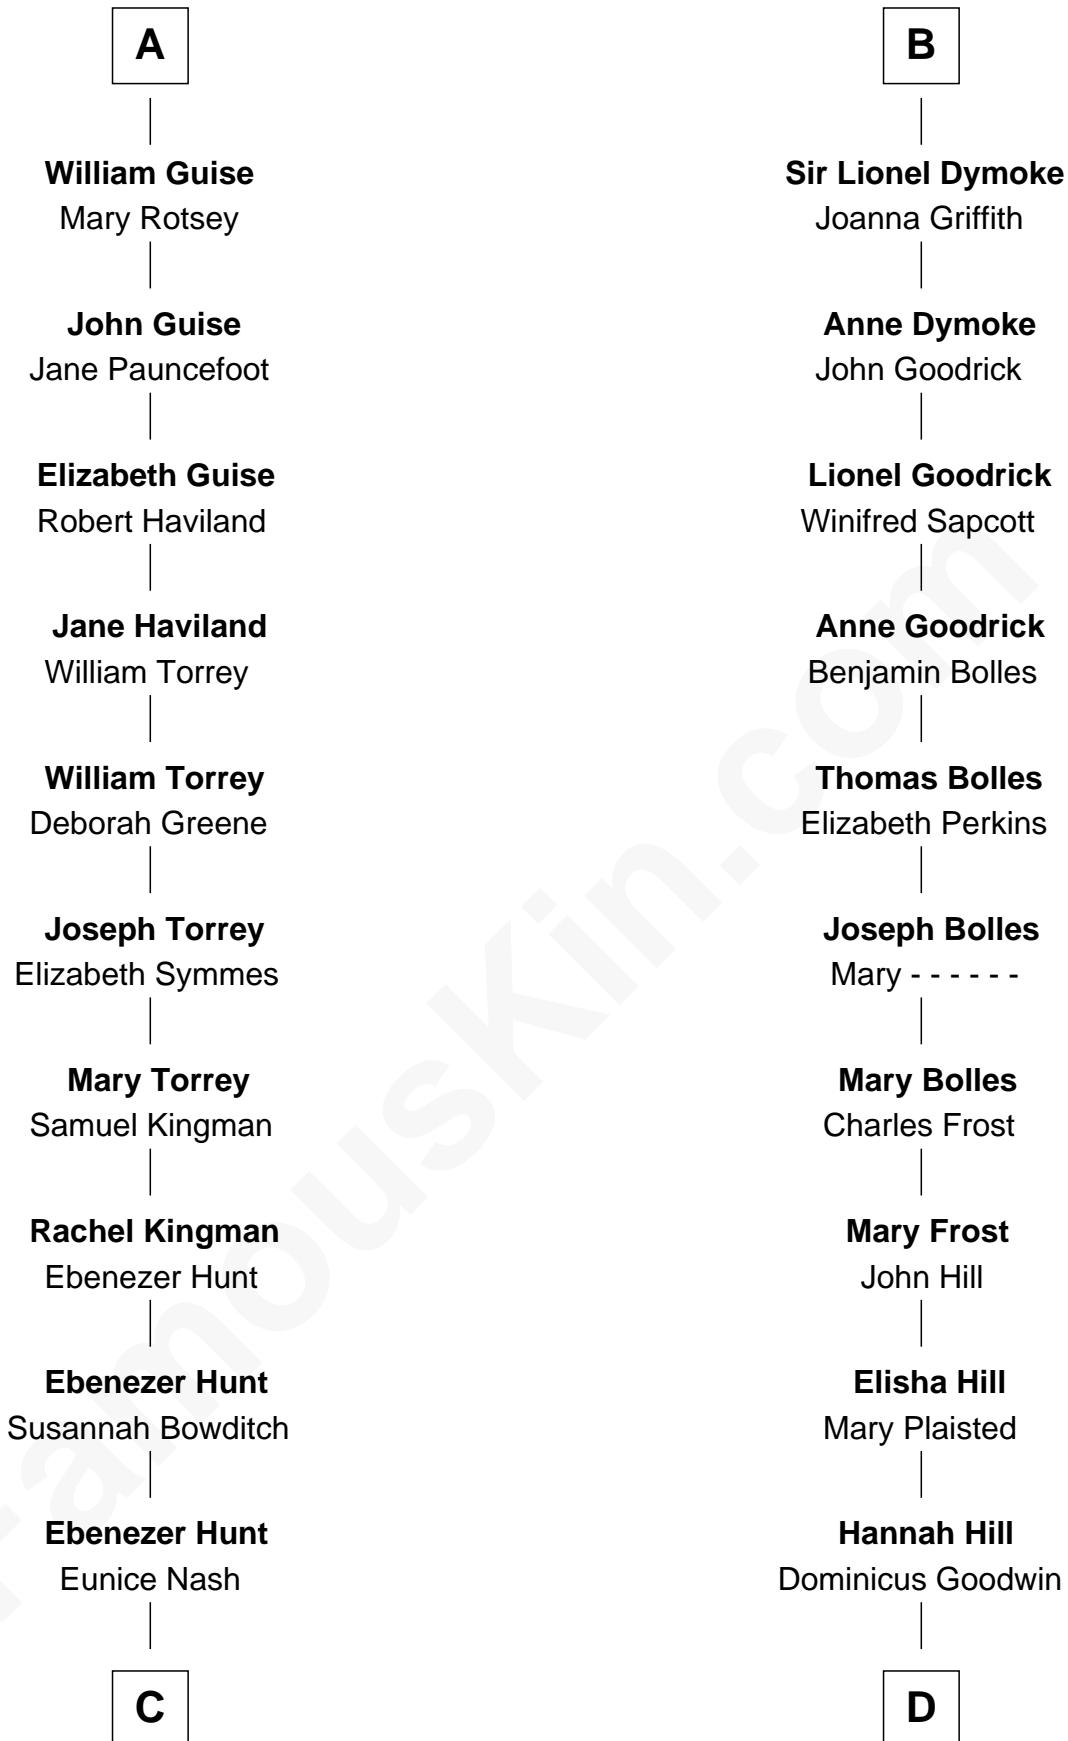 A
William Guise
Mary Rotsey
John Guise
Jane Pauncefoot
Elizabeth Guise
Robert Haviland
Jane Haviland
William Torrey
William Torrey
Deborah Greene
Joseph Torrey
Elizabeth Symmes
Mary Torrey
Samuel Kingman
Rachel Kingman
Ebenezer Hunt
Ebenezer Hunt
Susannah Bowditch
Ebenezer Hunt
Eunice Nash
C
B
Sir Lionel Dymoke
Joanna Griffith
Anne Dymoke
John Goodrick
Lionel Goodrick
Winifred Sapcott
Anne Goodrick
Benjamin Bolles
Thomas Bolles
Elizabeth Perkins
Joseph Bolles
Mary - - - - - -
Mary Bolles
Charles Frost
Mary Frost
John Hill
Elisha Hill
Mary Plaisted
Hannah Hill
Dominicus Goodwin
D
FamousKin.com